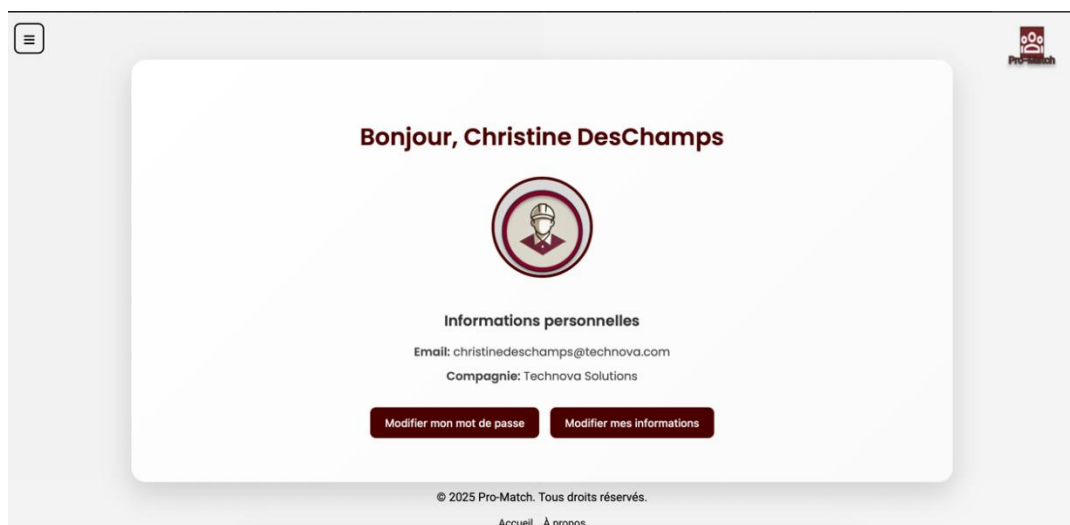 Pro-Match
Bonjour, Christine DesChamps
Informations personnelles
Email: christinedeschamps@technova.com
Compagnie: Technova Solutions
Modifier mon mot de passe
Modifier mes informations
© 2025 Pro-Match. Tous droits réservés.
Accueil À propos